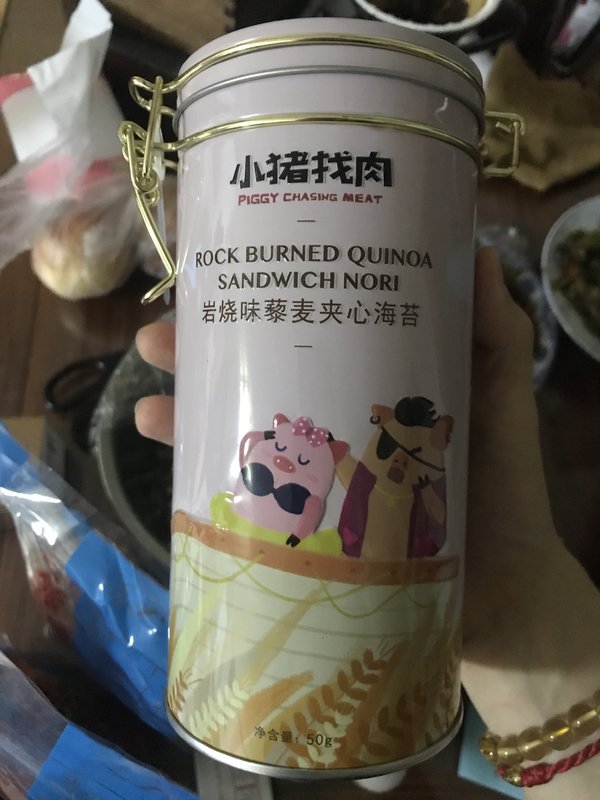 小猪找肉
PIGGY CHASING MEAT
ROCK BURNED QUINOA
SANDWICH NORI
岩烧味藜麦夹心海苔
净含量：50g